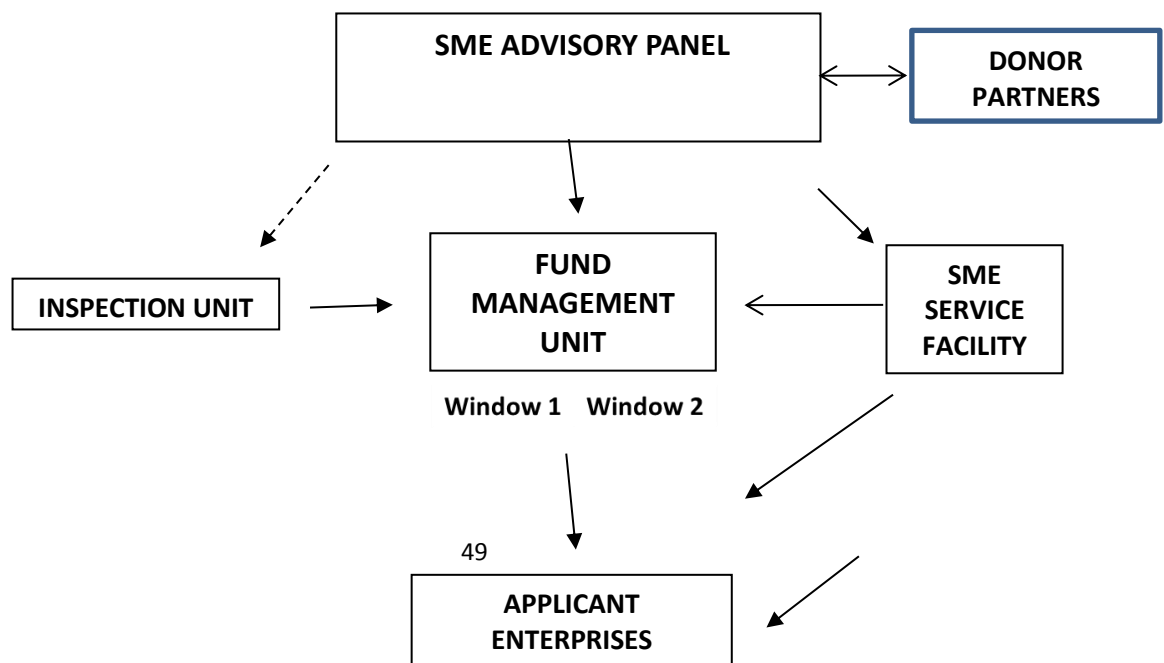 SME ADVISORY PANEL
DONOR
PARTNERS
FUND
MANAGEMENT
UNIT
INSPECTION UNIT
SME
SERVICE
FACILITY
Window 1 Window 2
49
APPLICANT
ENTERPRISES